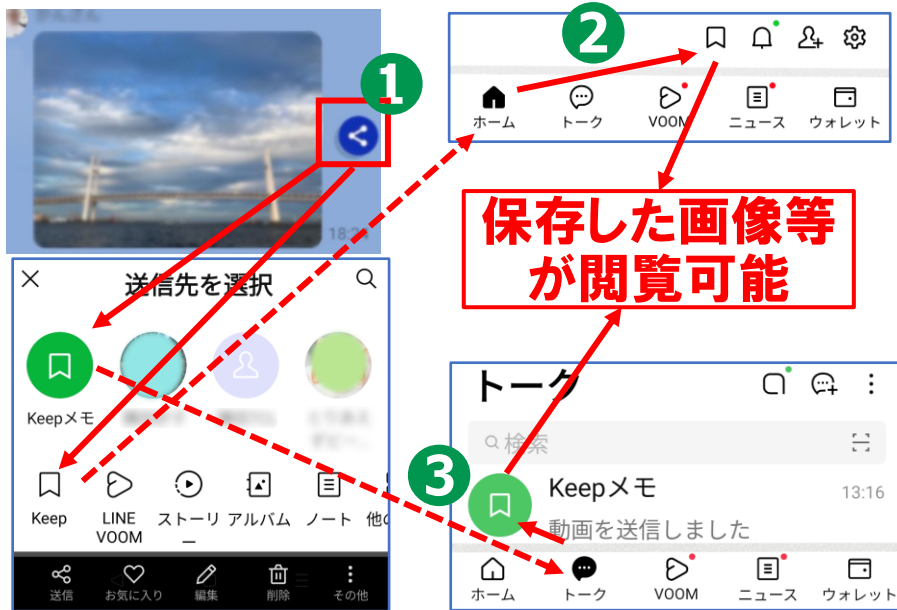 18:21
1
送信先を選択
Keepメモ
Keep
LINE VOOM
ストーリー
アルバム
ノート
他の
送信
お気に入り
編集
削除
その他
2
ホーム
トーク
VOOM
ニュース
ウォレット
保存した画像等
が閲覧可能
3
トーク
検索
Keepメモ
13:16
動画を送信しました
ホーム
トーク
VOOM
ニュース
ウォレット